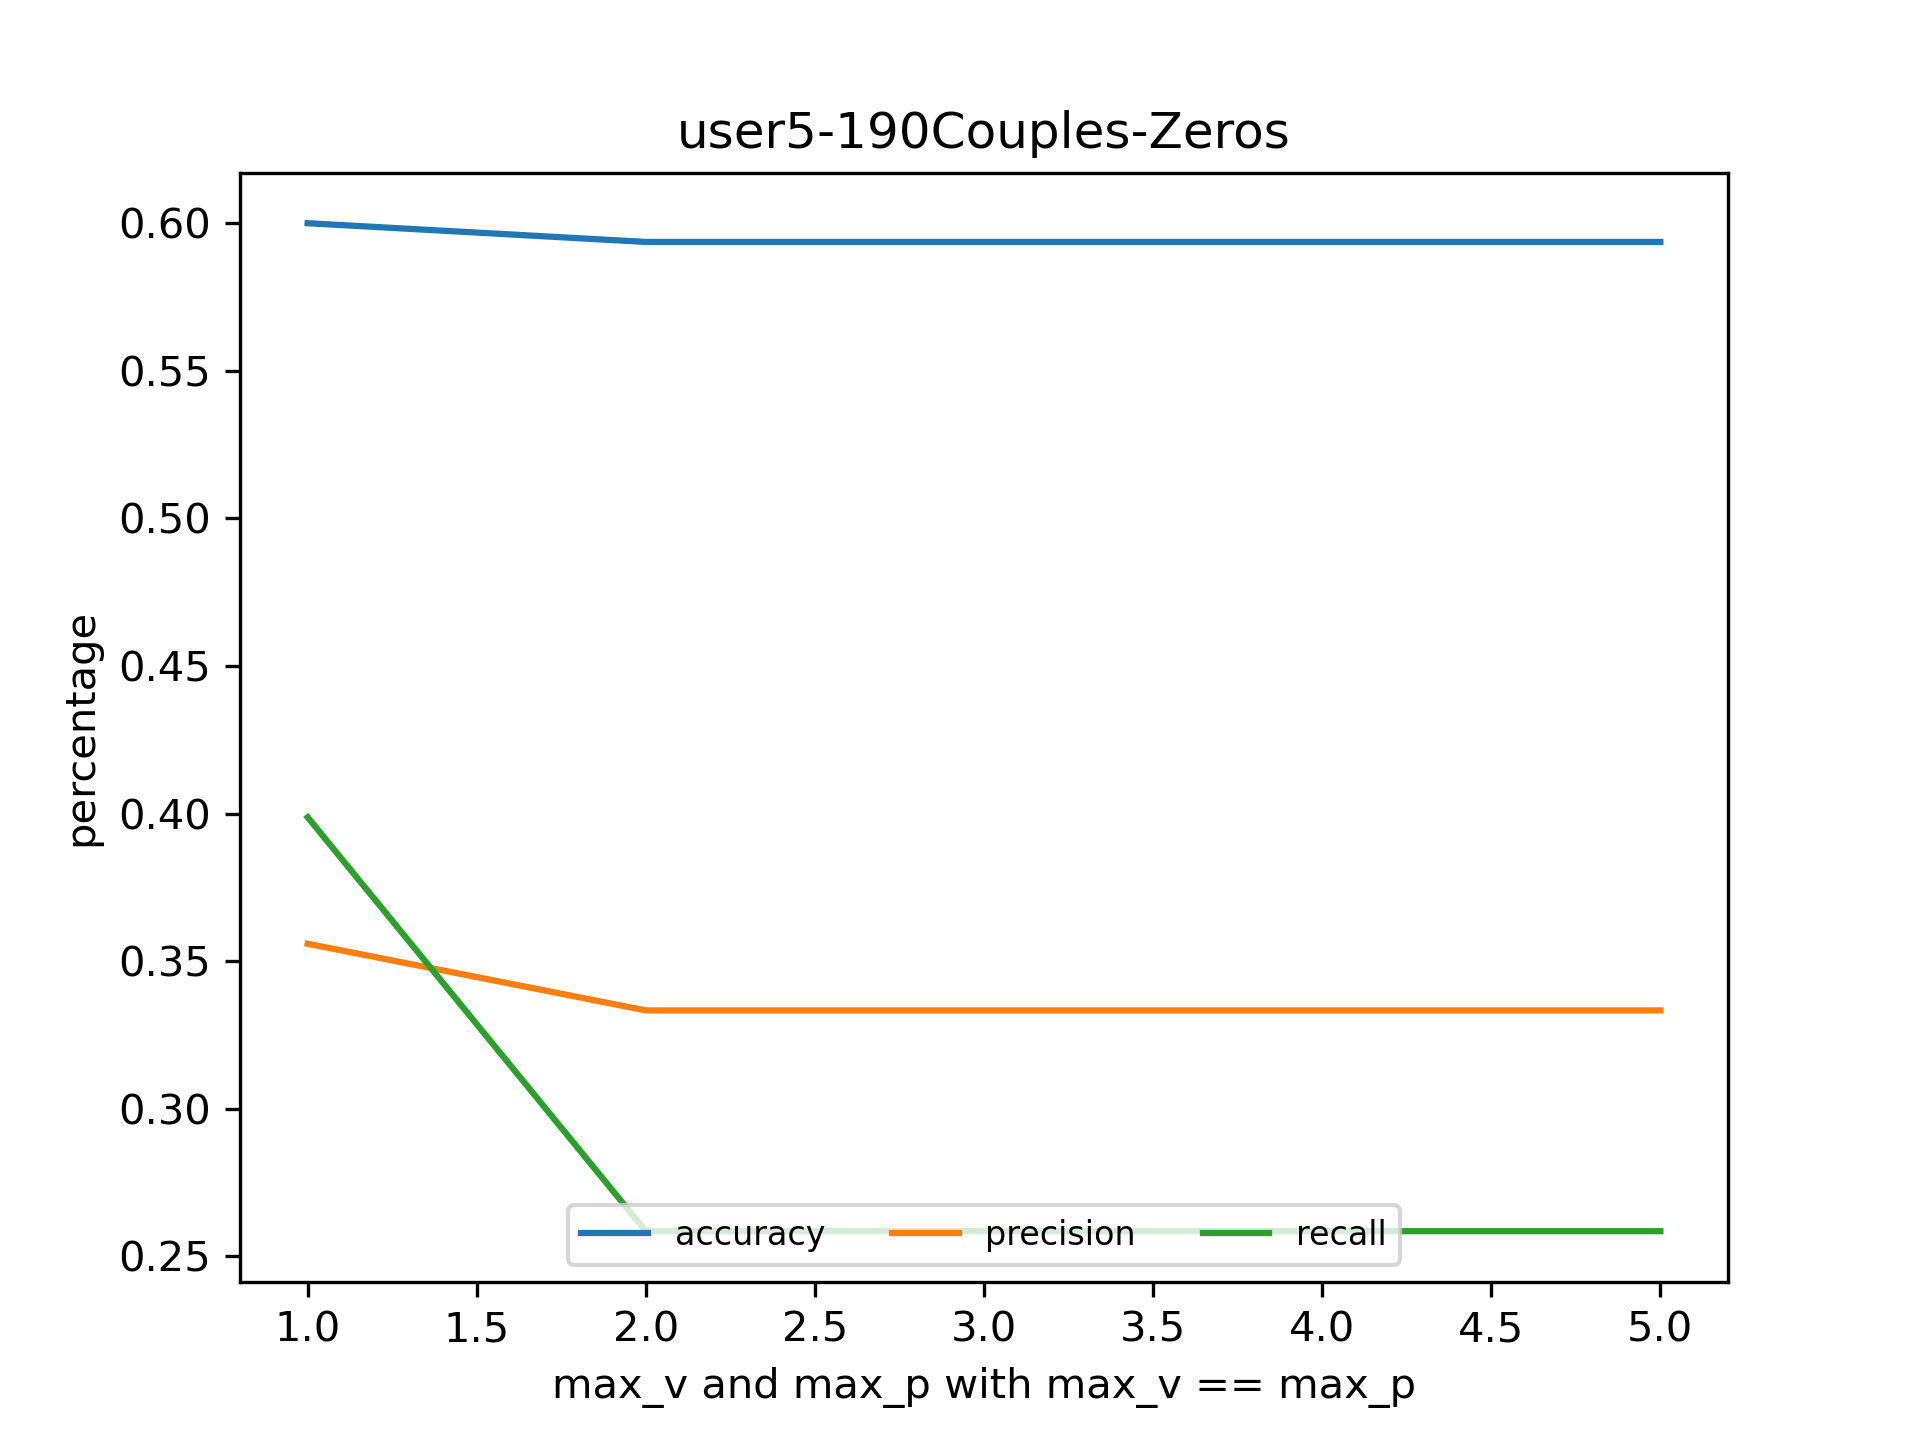 user5-190Couples-Zeros
percentage
0.60
0.55
0.50
0.45
0.40
0.35
0.30
0.25
accuracy precision recall
1.0 1.5 2.0 2.5 3.0 3.5 4.0 4.5 5.0
max_v and max_p with max_v == max_p